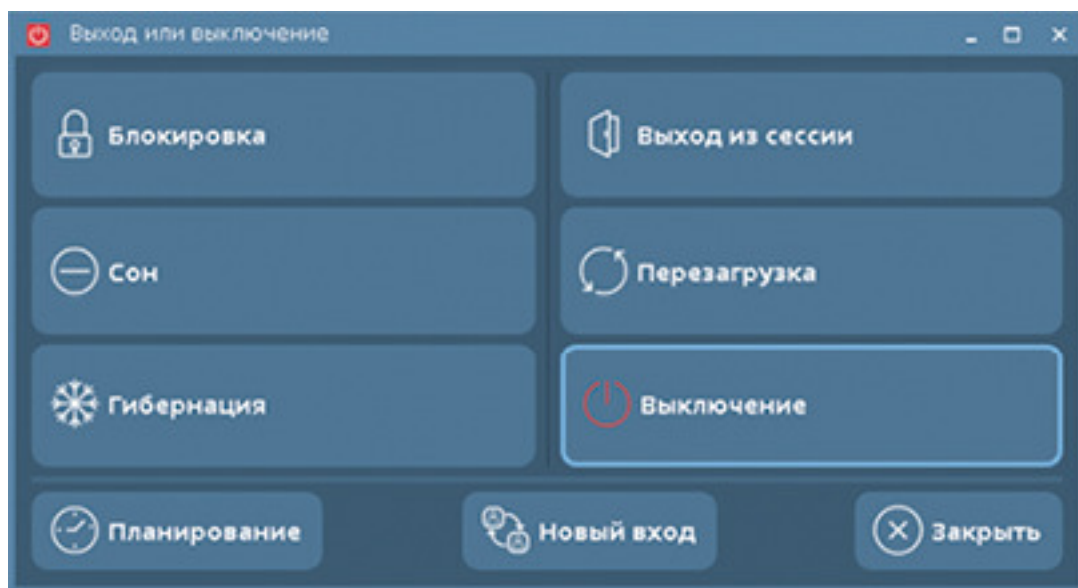 Выход или выключение
Блокировка
Выход из сессии
Сон
Перезагрузка
Гибернация
Выключение
Планирование
Новый вход
Закрыть